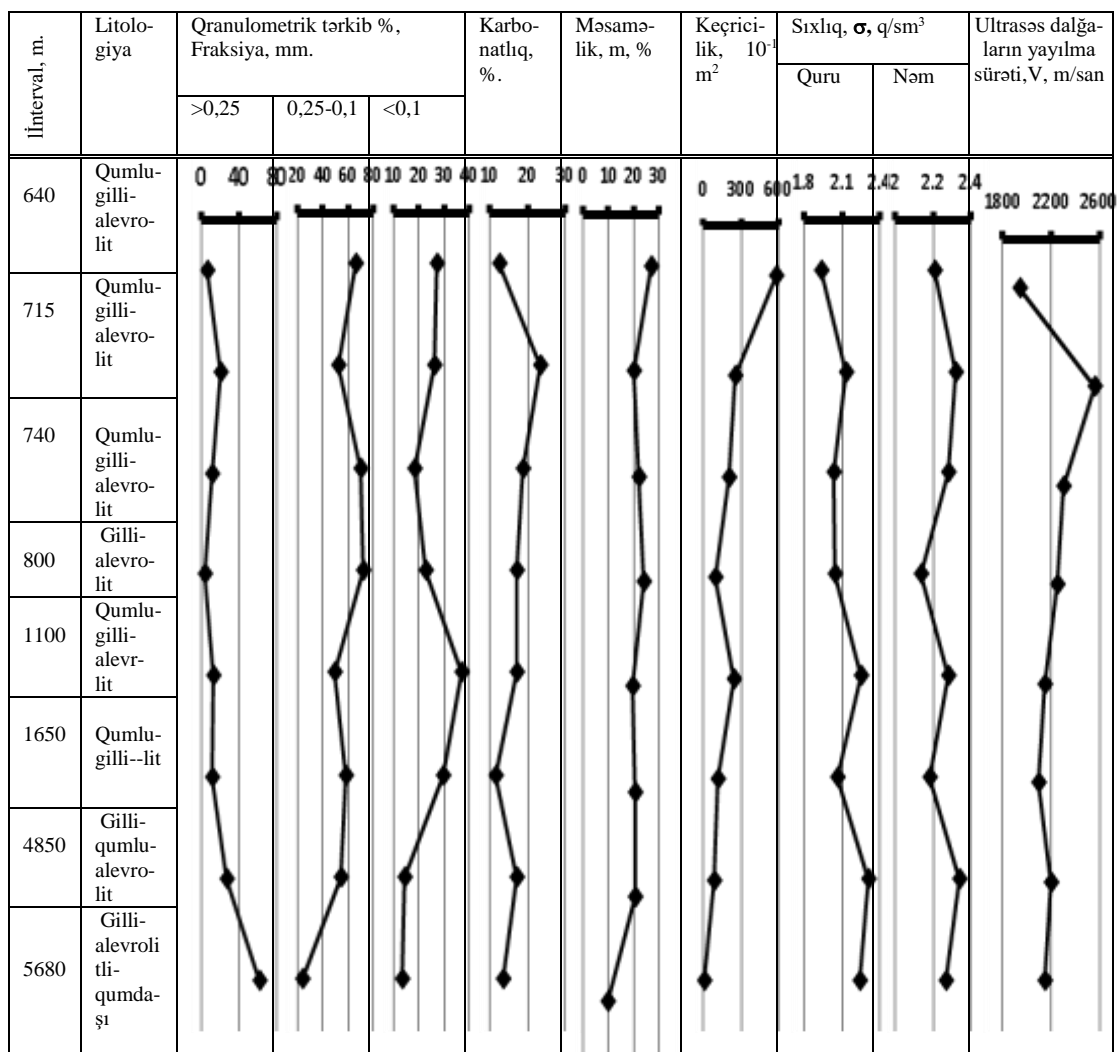 İİnterval, m.
Litolo-
giya
Qranulometrik tərkib %,
Fraksiya, mm.
>0,25
0,25-0,1
<0,1
Karbo-
natlıq,
%.
Məsamə-
lik, m, %
Keçrici-
lik, 10⁻¹
m²
Sıxlıq, σ, q/sm³
Quru
Nəm
Ultrasəs dalğa-
ların yayılma
sürəti,V, m/san
0 40 80
20 40 60 80
10 20 30 40
10 20 30
0 10 20 30
0 300 600
1.8 2.1 2.4
2 2.2 2.4
1800 2200 2600
640
Qumlu-
gilli-
alevro-
lit
715
Qumlu-
gilli-
alevro-
lit
740
Qumlu-
gilli-
alevro-
lit
800
Gilli-
alevro-
lit
1100
Qumlu-
gilli-
alevr-
lit
1650
Qumlu-
gilli--lit
4850
Gilli-
qumlu-
alevro-
lit
5680
Gilli-
alevroli
tli-
qumda-
şı